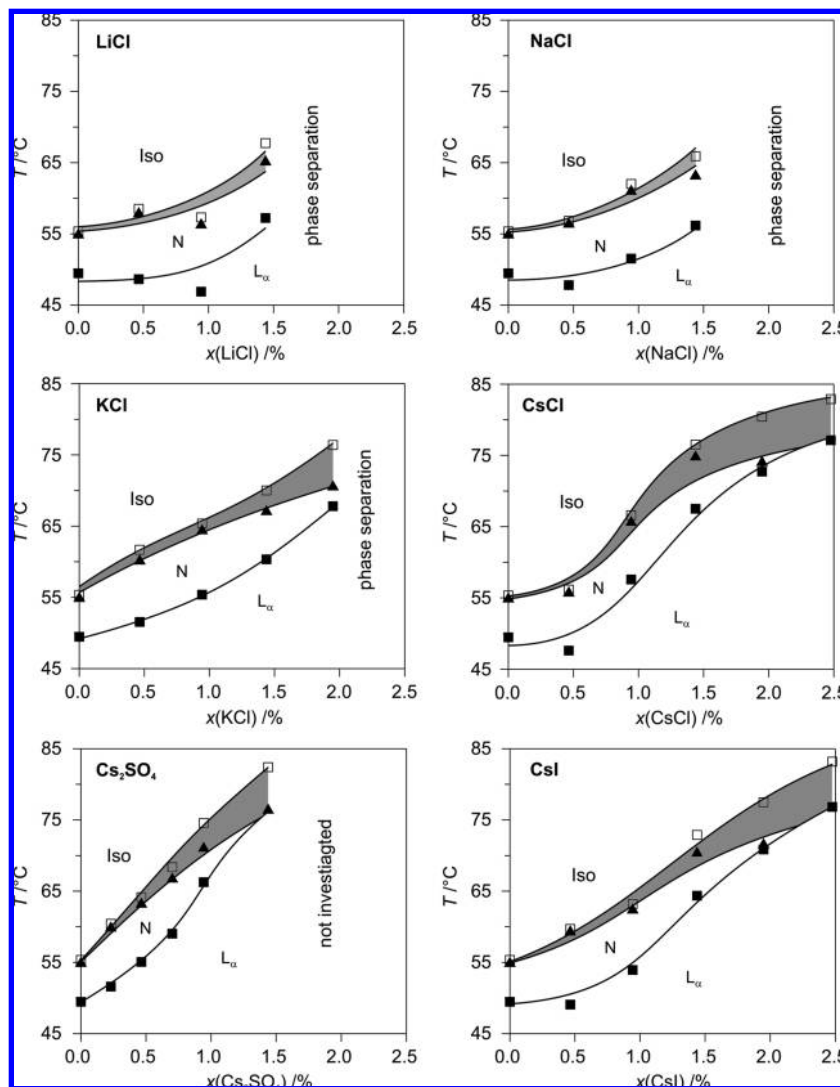 LiCl
85
75
65
55
45
T /°C
Iso
N
Lα
phase separation
0.0 0.5 1.0 1.5 2.0 2.5
x(LiCl) /%
NaCl
85
75
65
55
45
T /°C
Iso
N
Lα
phase separation
0.0 0.5 1.0 1.5 2.0 2.5
x(NaCl) /%
KCl
85
75
65
55
45
T /°C
Iso
N
Lα
phase separation
0.0 0.5 1.0 1.5 2.0 2.5
x(KCl) /%
CsCl
85
75
65
55
45
T /°C
Iso
N
Lα
0.0 0.5 1.0 1.5 2.0 2.5
x(CsCl) /%
Cs₂SO₄
85
75
65
55
45
T /°C
Iso
N
Lα
not investiagted
0.0 0.5 1.0 1.5 2.0 2.5
x(Cs₂SO₄) /%
CsI
85
75
65
55
45
T /°C
Iso
N
Lα
0.0 0.5 1.0 1.5 2.0 2.5
x(CsI) /%